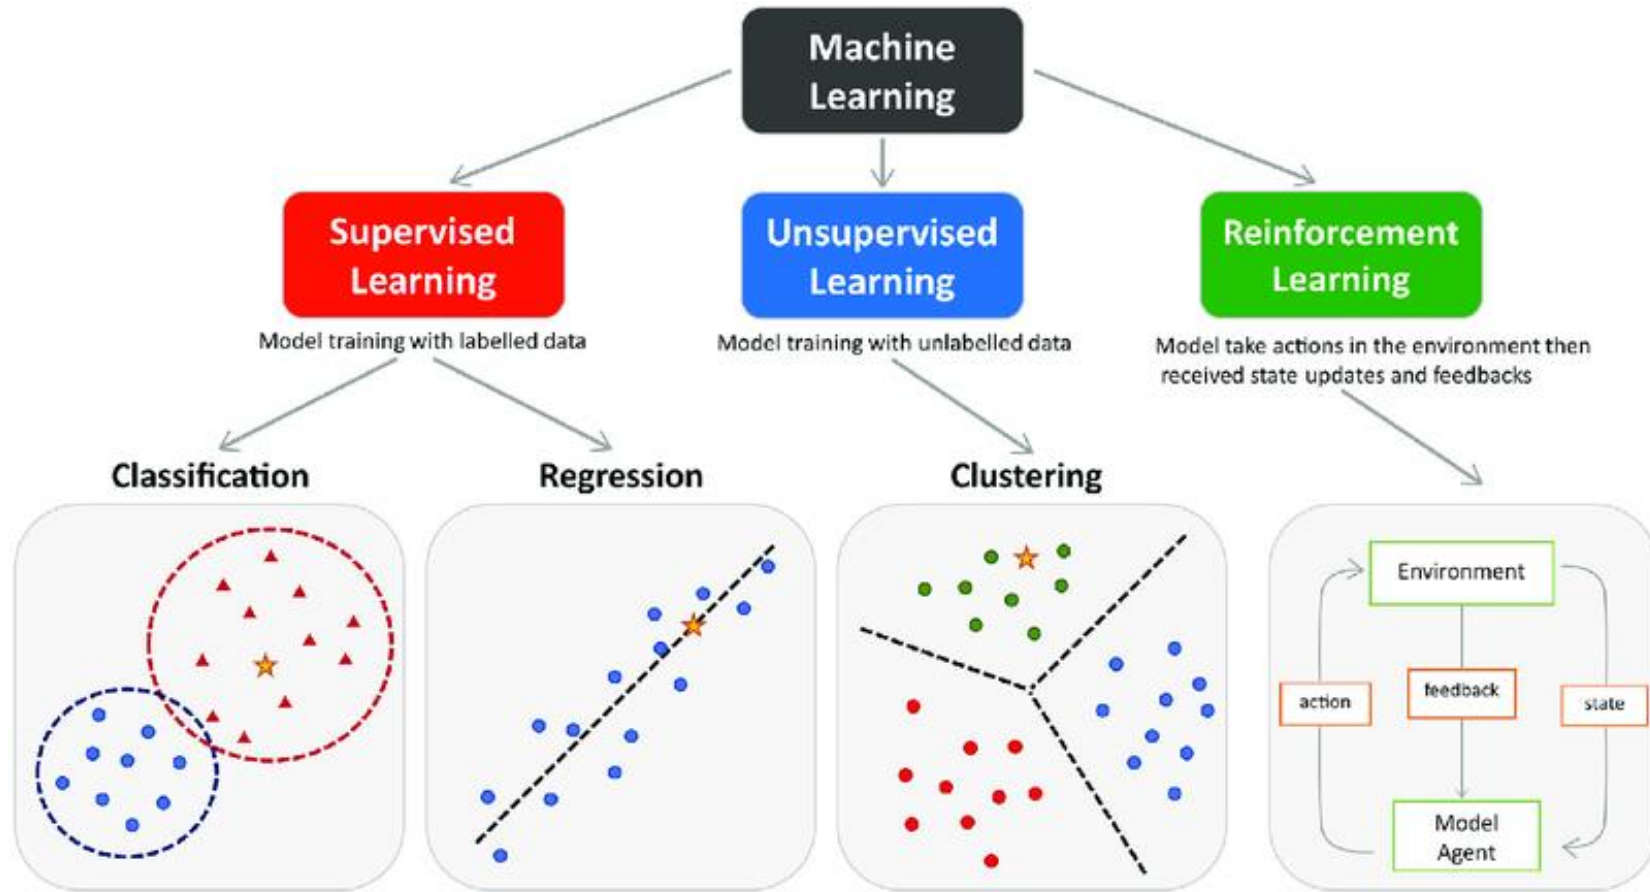 Machine
Learning
Supervised
Learning
Unsupervised
Learning
Reinforcement
Learning
Model training with labelled data
Model training with unlabelled data
Model take actions in the environment then
received state updates and feedbacks
Classification
Regression
Clustering
Environment
action
feedback
state
Model
Agent